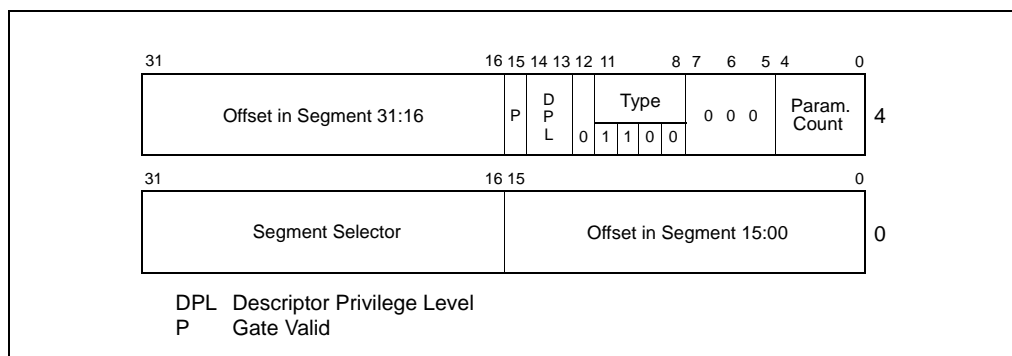 31 16 15 14 13 12 11 8 7 6 5 4 0
Offset in Segment 31:16 P D P L 0 Type 1 1 0 0 0 0 0 Param. Count 4
31 16 15 0
Segment Selector Offset in Segment 15:00 0
DPL Descriptor Privilege Level
P Gate Valid